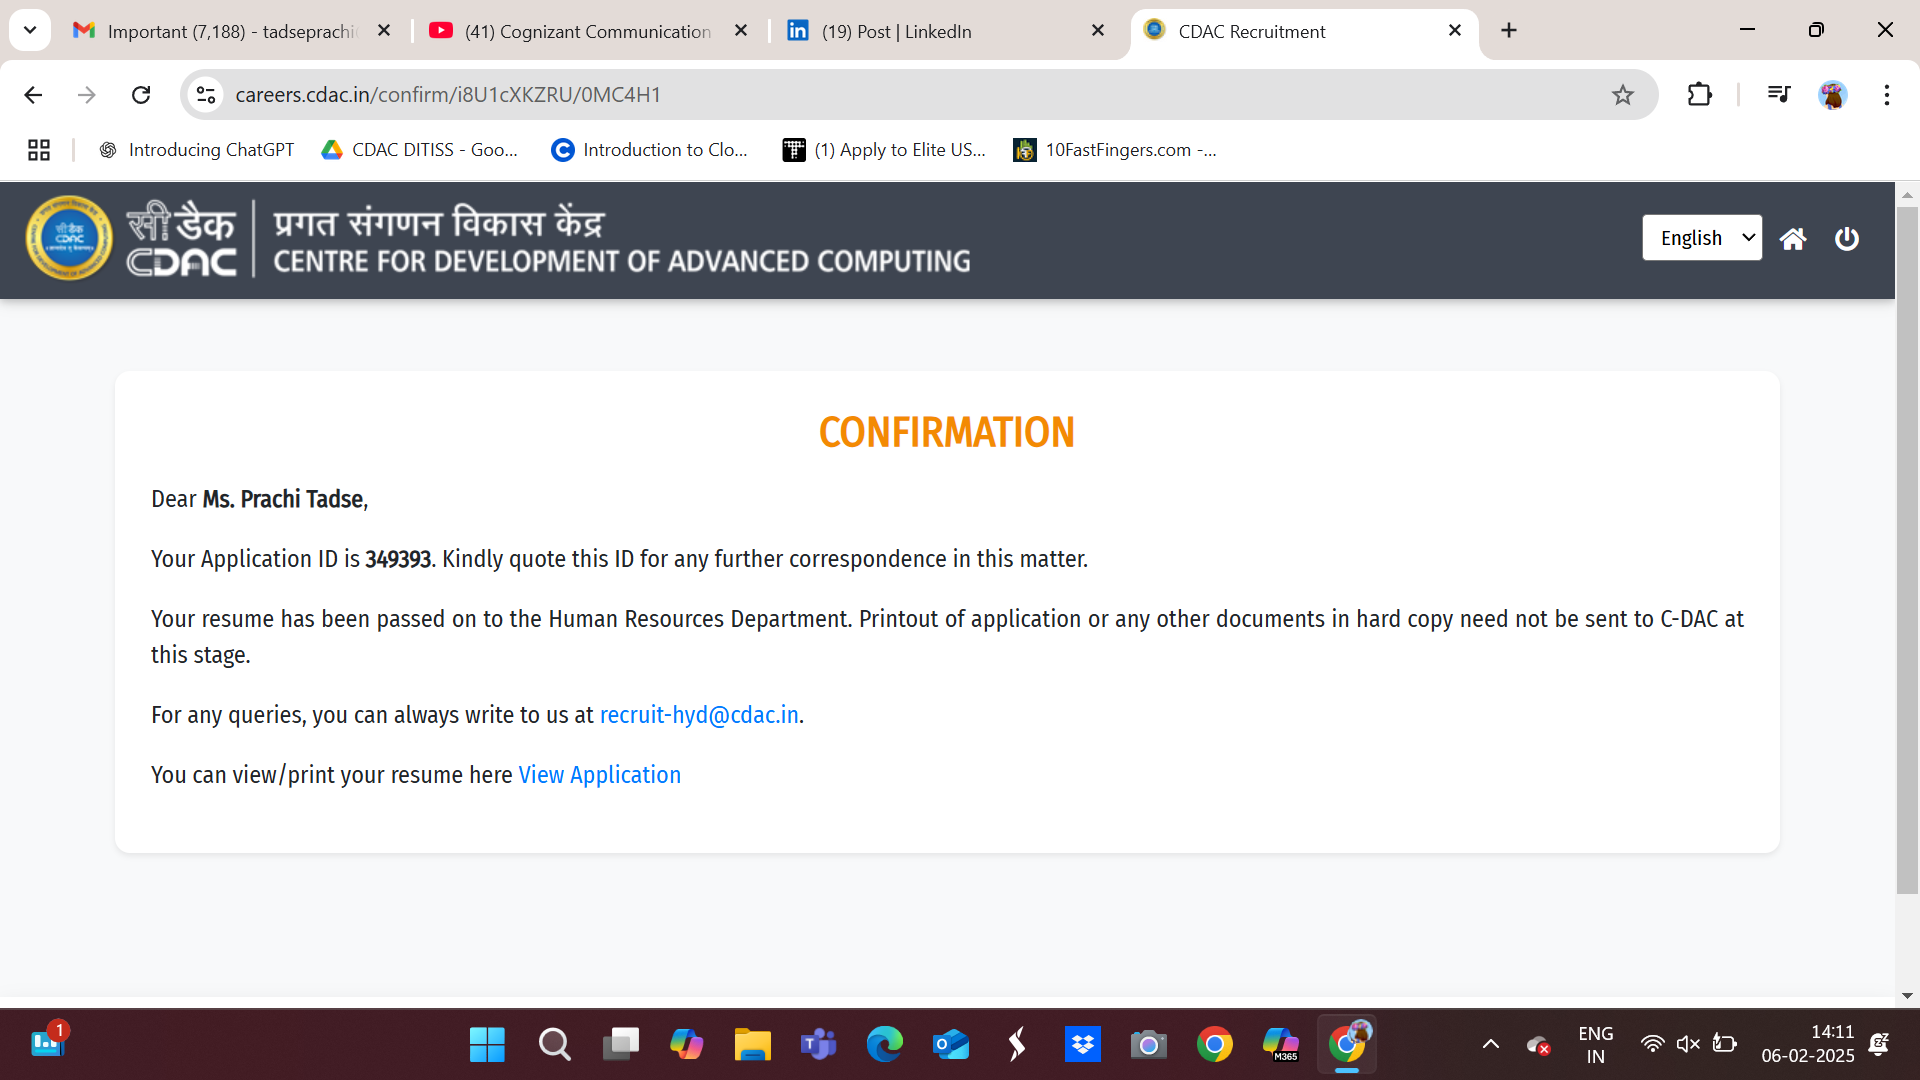 Important (7,188) - tadseprachi
(41) Cognizant Communication
(19) Post | LinkedIn
CDAC Recruitment
careers.cdac.in/confirm/i8U1cXKZRU/0MC4H1
Introducing ChatGPT
CDAC DITISS - Goo...
Introduction to Clo...
(1) Apply to Elite US...
10FastFingers.com -...
सी डैक
CDAC
प्रगत संगणन विकास केंद्र
CENTRE FOR DEVELOPMENT OF ADVANCED COMPUTING
English
CONFIRMATION
Dear Ms. Prachi Tadse,
Your Application ID is 349393. Kindly quote this ID for any further correspondence in this matter.
Your resume has been passed on to the Human Resources Department. Printout of application or any other documents in hard copy need not be sent to C-DAC at
this stage.
For any queries, you can always write to us at recruit-hyd@cdac.in.
You can view/print your resume here View Application
1
M365
ENG
IN
14:11
06-02-2025